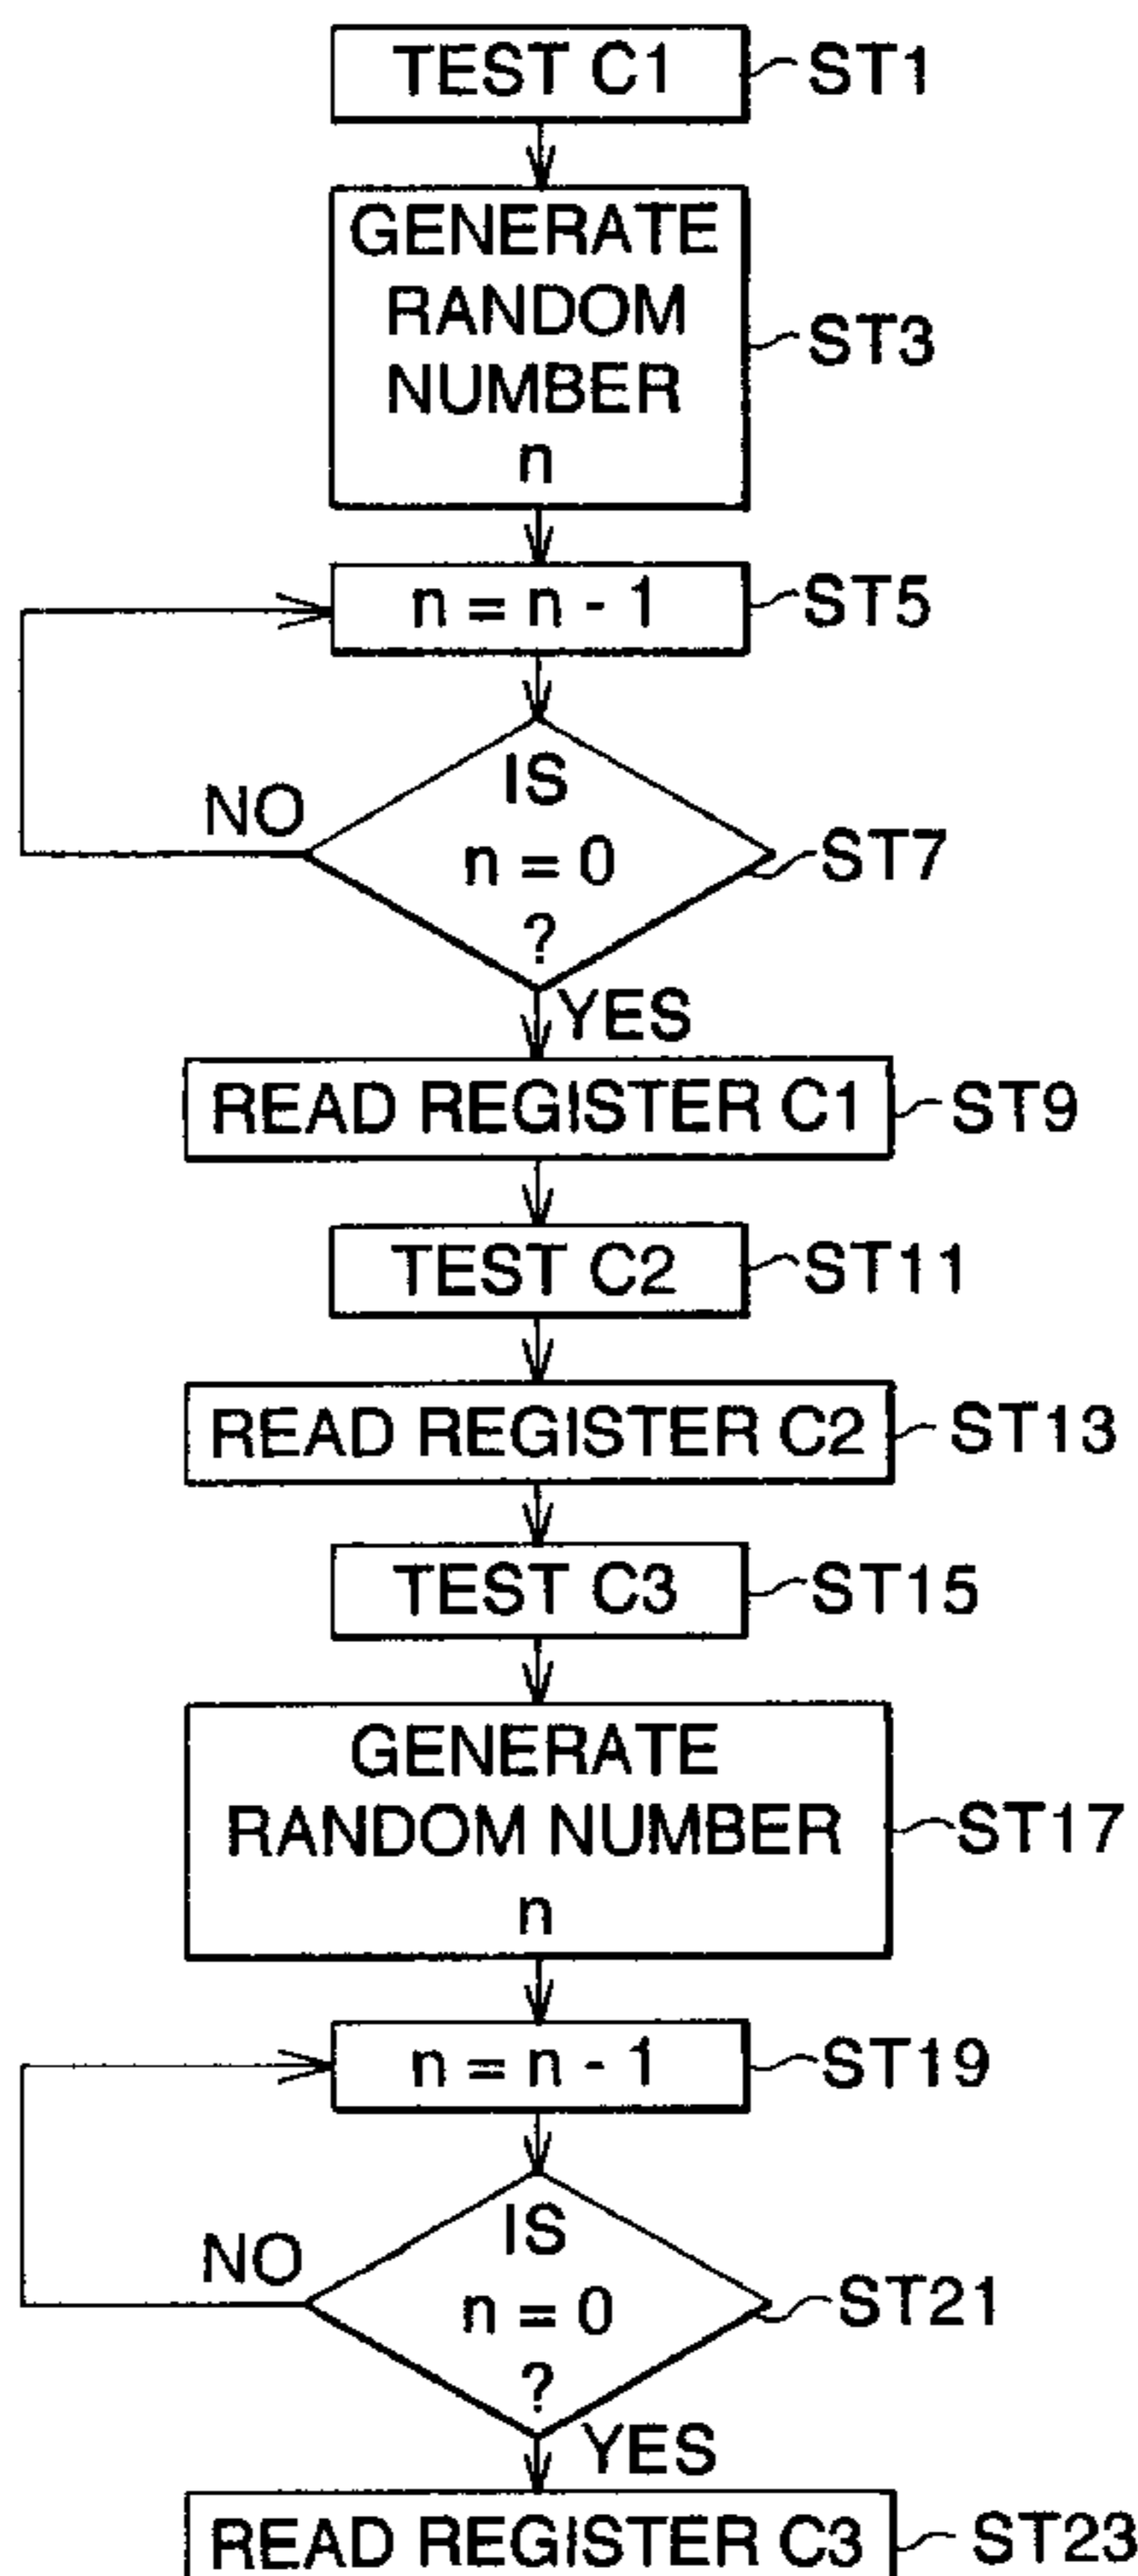 TEST C1 ST1
GENERATE
RANDOM
NUMBER
n
ST3
n = n - 1 ST5
IS
n = 0
?
NO
ST7
YES
READ REGISTER C1 ST9
TEST C2 ST11
READ REGISTER C2 ST13
TEST C3 ST15
GENERATE
RANDOM NUMBER
n
ST17
n = n - 1 ST19
IS
n = 0
?
NO
ST21
YES
READ REGISTER C3 ST23